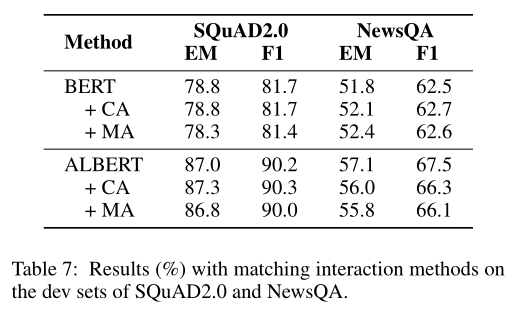 Method SQuAD2.0 NewsQA
EM F1 EM F1
BERT 78.8 81.7 51.8 62.5
+ CA 78.8 81.7 52.1 62.7
+ MA 78.3 81.4 52.4 62.6
ALBERT 87.0 90.2 57.1 67.5
+ CA 87.3 90.3 56.0 66.3
+ MA 86.8 90.0 55.8 66.1
Table 7: Results (%) with matching interaction methods on
the dev sets of SQuAD2.0 and NewsQA.